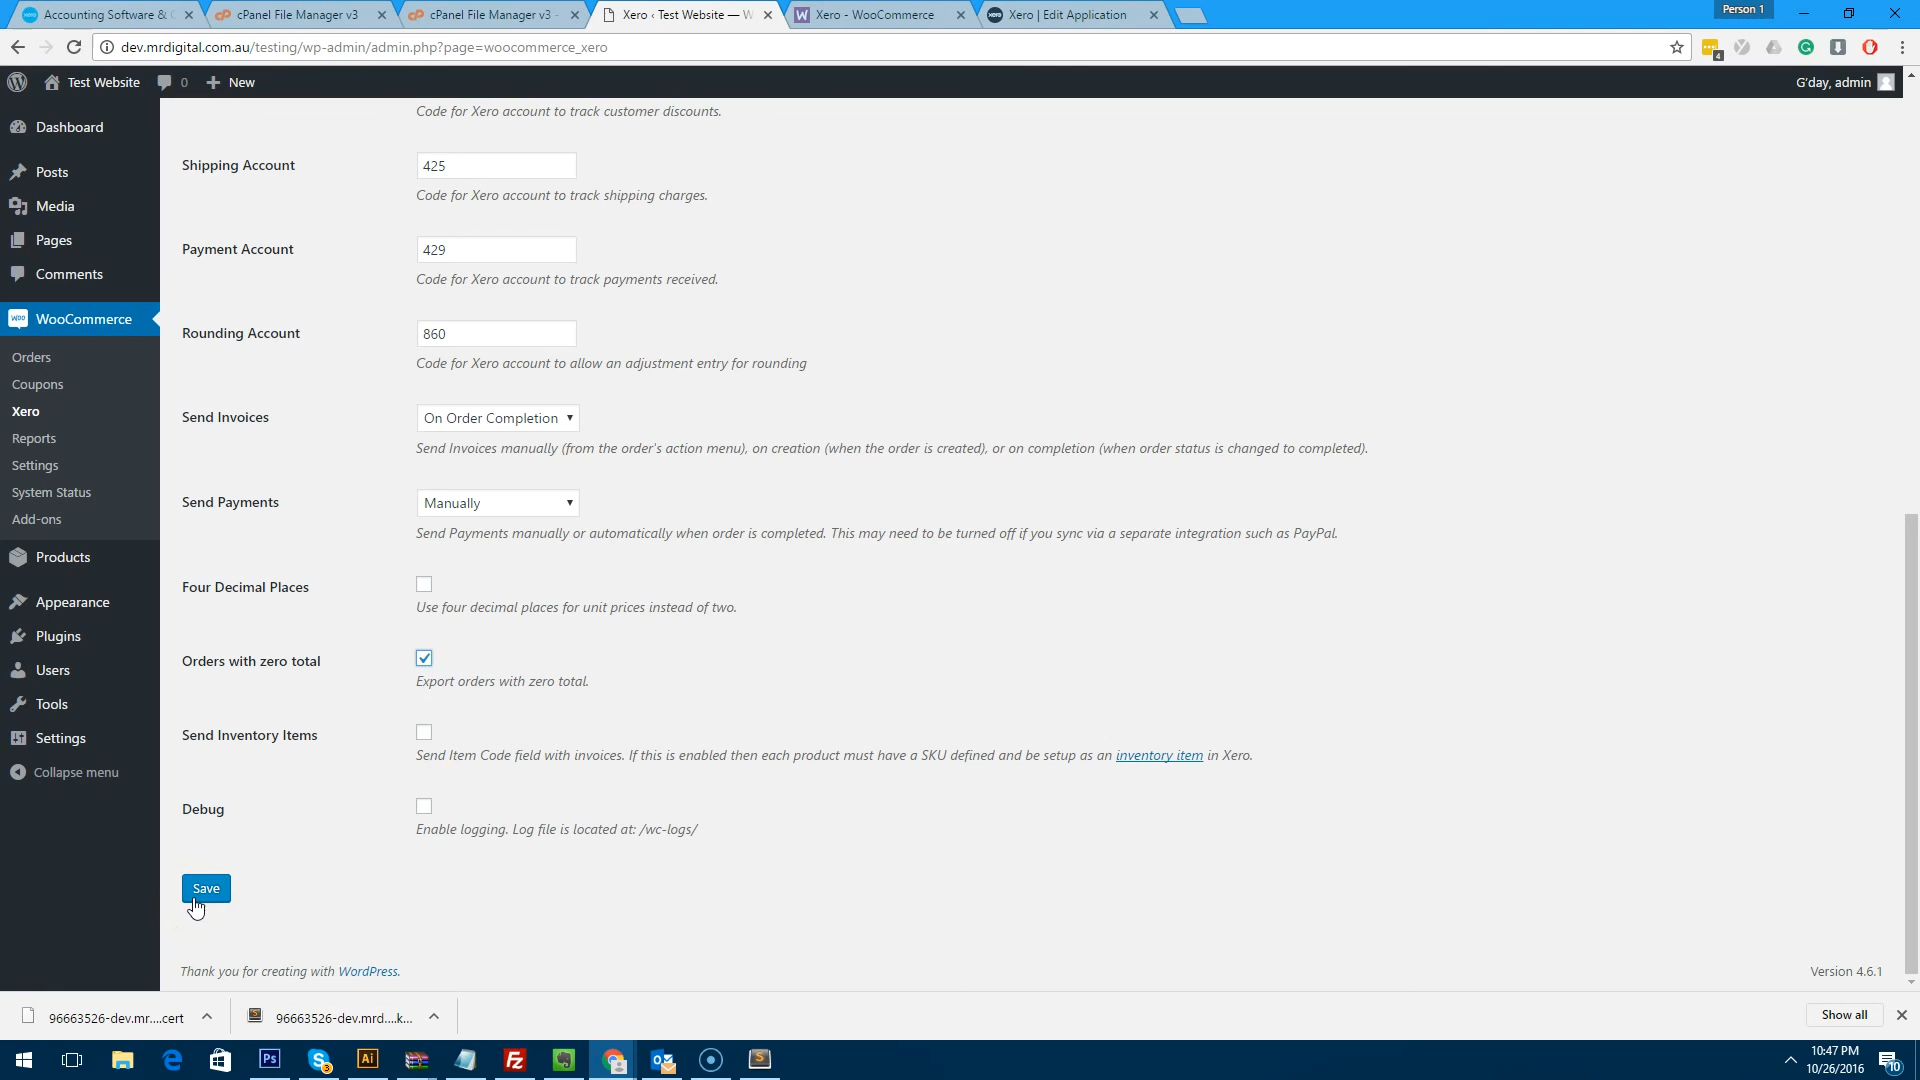 Accounting Software &
cPanel File Manager v3
cPanel File Manager v3 -
Xero ‹ Test Website — W
Xero - WooCommerce
Xero | Edit Application
Person 1
dev.mrdigital.com.au/testing/wp-admin/admin.php?page=woocommerce_xero
4
Test Website
0
New
G'day, admin
Dashboard
Posts
Media
Pages
Comments
WooCommerce
Orders
Coupons
Xero
Reports
Settings
System Status
Add-ons
Products
Appearance
Plugins
Users
Tools
Settings
Collapse menu
Code for Xero account to track customer discounts.
Shipping Account
425
Code for Xero account to track shipping charges.
Payment Account
429
Code for Xero account to track payments received.
Rounding Account
860
Code for Xero account to allow an adjustment entry for rounding
Send Invoices
On Order Completion
Send Invoices manually (from the order's action menu), on creation (when the order is created), or on completion (when order status is changed to completed).
Send Payments
Manually
Send Payments manually or automatically when order is completed. This may need to be turned off if you sync via a separate integration such as PayPal.
Four Decimal Places
Use four decimal places for unit prices instead of two.
Orders with zero total
Export orders with zero total.
Send Inventory Items
Send Item Code field with invoices. If this is enabled then each product must have a SKU defined and be setup as an inventory item in Xero.
Debug
Enable logging. Log file is located at: /wc-logs/
Save
Thank you for creating with WordPress.
Version 4.6.1
96663526-dev.mr....cert
96663526-dev.mrd....k...
Show all
Ps
3
Ai
Fz
10:47 PM
10/26/2016
10